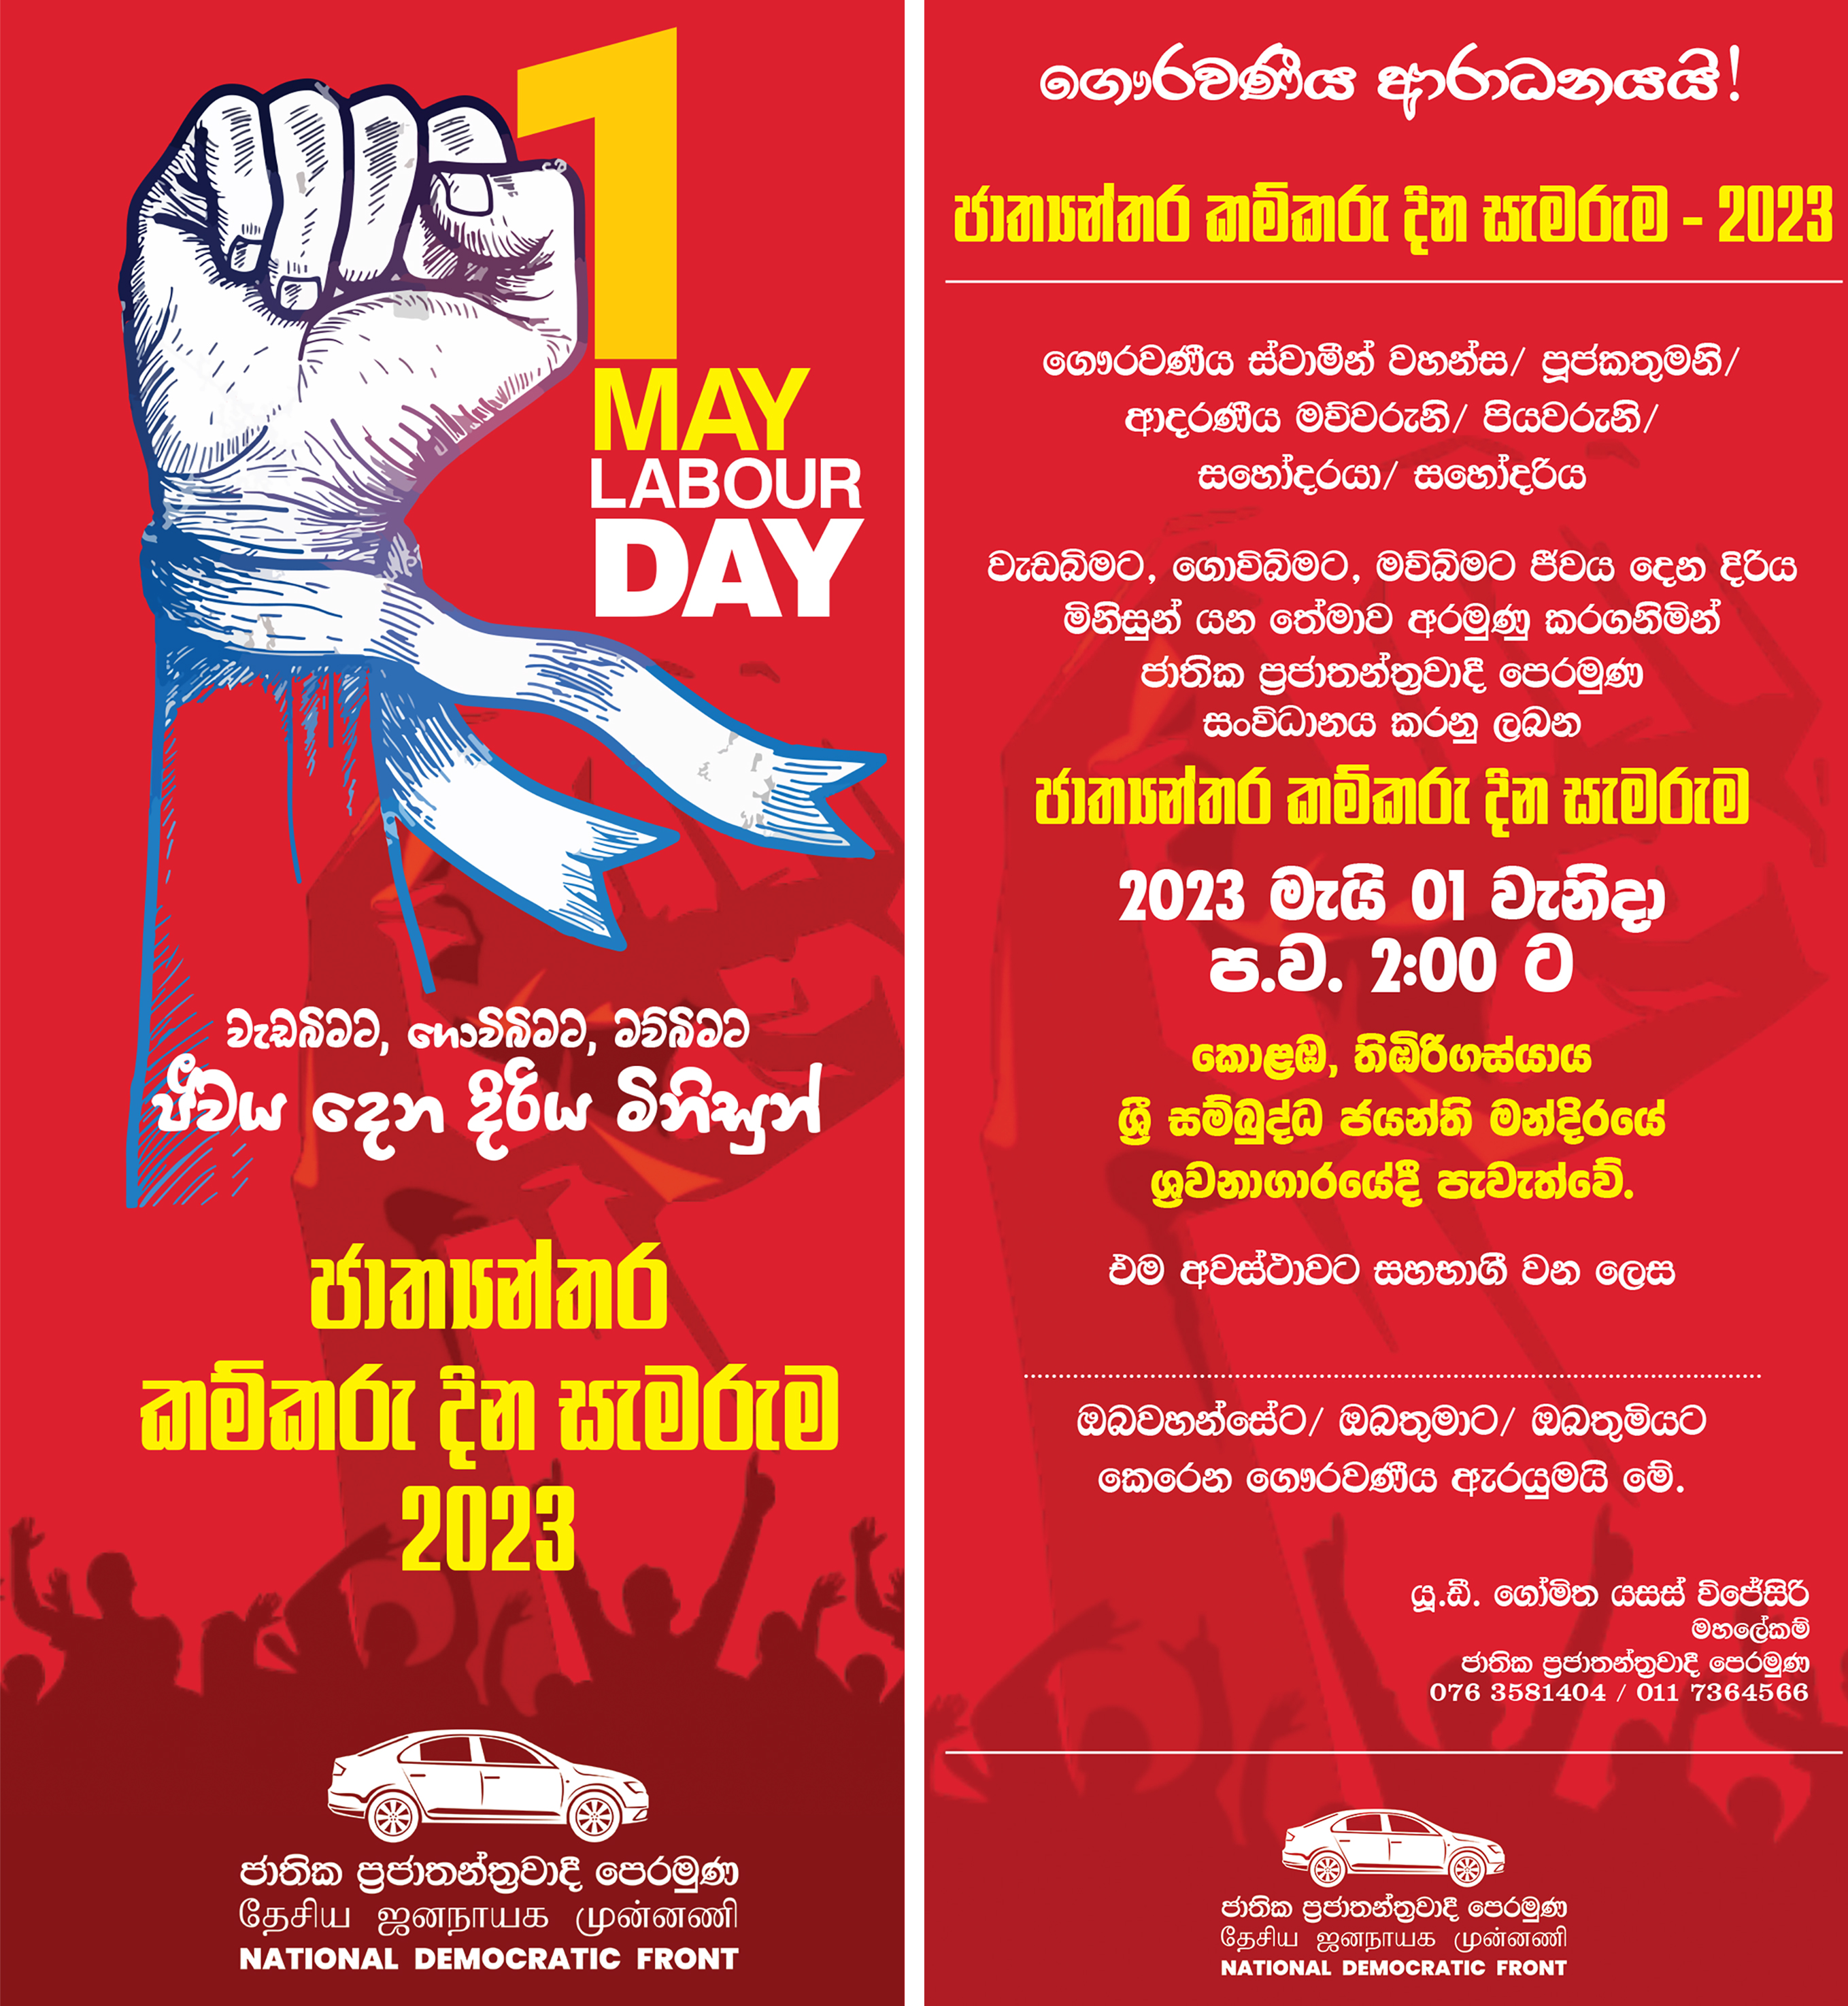 1
MAY
LABOUR
DAY
වැඩබිමට, ගොවිබිමට, මව්බිමට
ජීවය දෙන දිරිය මිනිසුන්
ජාත්‍යන්තර
කම්කරු දින සැමරුම
2023
ජාතික ප්‍රජාතන්ත්‍රවාදී පෙරමුණ
தேசிய ஜனநாயக முன்னணி
NATIONAL DEMOCRATIC FRONT
ගෞරවණීය ආරාධනයයි!
ජාත්‍යන්තර කම්කරු දින සැමරුම - 2023
ගෞරවණීය ස්වාමීන් වහන්ස/ පූජකතුමනි/
ආදරණීය මව්වරුනි/ පියවරුනි/
සහෝදරයා/ සහෝදරිය
වැඩබිමට, ගොවිබිමට, මව්බිමට ජීවය දෙන දිරිය
මිනිසුන් යන තේමාව අරමුණු කරගනිමින්
ජාතික ප්‍රජාතන්ත්‍රවාදී පෙරමුණ
සංවිධානය කරනු ලබන
ජාත්‍යන්තර කම්කරු දින සැමරුම
2023 මැයි 01 වැනිදා
ප.ව. 2:00 ට
කොළඹ, තිඹිරිගස්යාය
ශ්‍රී සම්බුද්ධ ජයන්ති මන්දිරයේ
ශ්‍රවනාගාරයේදී පැවැත්වේ.
එම අවස්ථාවට සහභාගී වන ලෙස
ඔබවහන්සේට/ ඔබතුමාට/ ඔබතුමියට
කෙරෙන ගෞරවණීය ඇරයුමයි මේ.
යූ.ඩී. ගෝමිත යසස් විජේසිරි
මහලේකම්
ජාතික ප්‍රජාතන්ත්‍රවාදී පෙරමුණ
076 3581404 / 011 7364566
ජාතික ප්‍රජාතන්ත්‍රවාදී පෙරමුණ
தேசிய ஜனநாயக முன்னணி
NATIONAL DEMOCRATIC FRONT